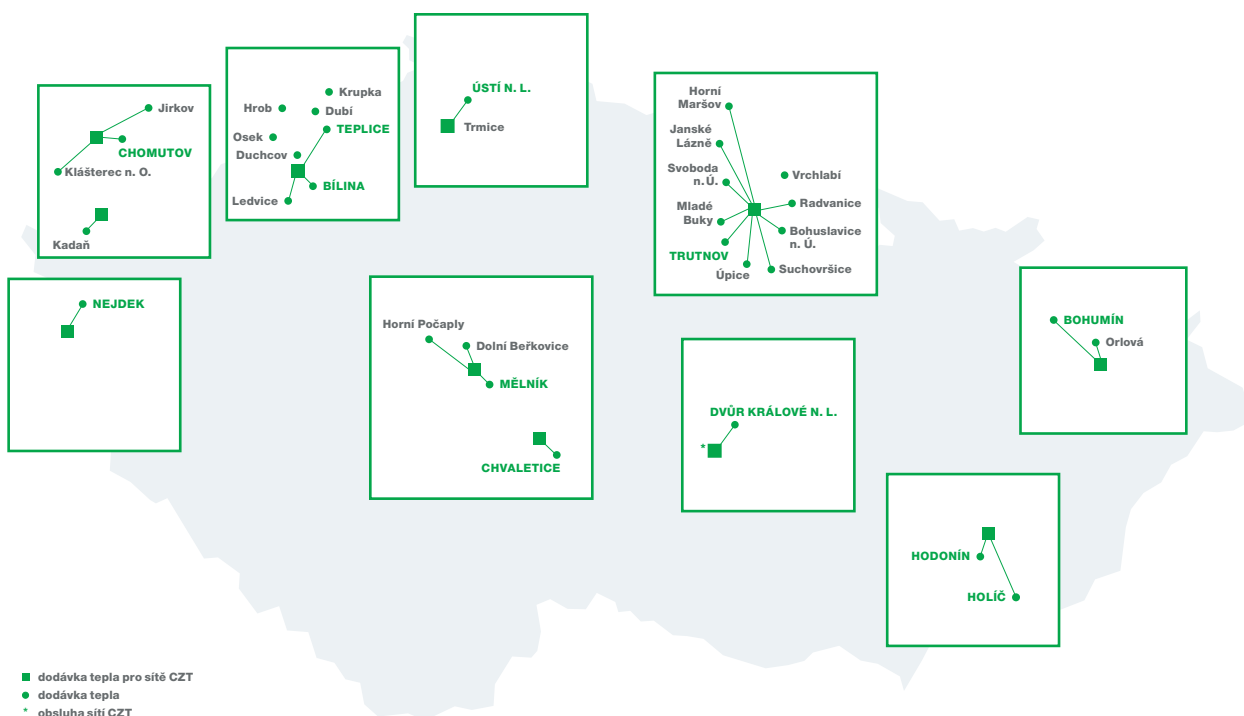 Jirkov
CHOMUTOV
Klášterec n. O.
Kadaň
Krupka
Hrob
Dubí
TEPLICE
Osek
Duchcov
BÍLINA
Ledvice
ÚSTÍ N. L.
Trmice
Horní
Maršov
Janské
Lázně
Svoboda
n.Ú.
Vrchlabí
Mladé
Buky
Radvanice
Bohuslavice
n. Ú.
TRUTNOV
Úpice
Suchovršice
NEJDEK
Horní Počaply
Dolní Beřkovice
MĚLNÍK
CHVALETICE
DVŮR KRÁLOVÉ N. L.
*
BOHUMÍN
Orlová
HODONÍN
HOLÍČ
dodávka tepla pro sítě CZT
dodávka tepla
* obsluha sítí CZT